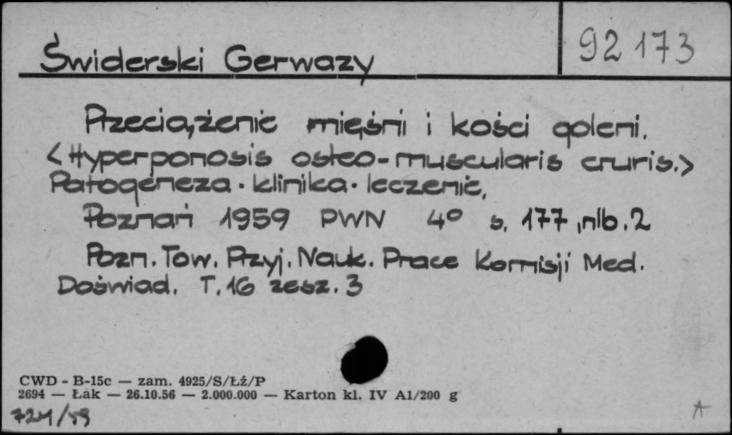 Świderski Gerwazy
92 173
Przeciążenie mięśni i kości goleni.
<Hyperponosis osteo-muscularis cruris.>
Patogeneza. klinika. leczenie,
Poznań 1959 PWN 4° s. 177, nlb. 2
Pozn. Tow. Przyj. Nauk. Prace Komisji Med.
Doświad. T. 16 zesz. 3
CWD - B-15c — zam. 4925/S/Łż/P
2694 — Łak — 26.10.56 — 2.000.000 — Karton kl. IV A1/200 g
A